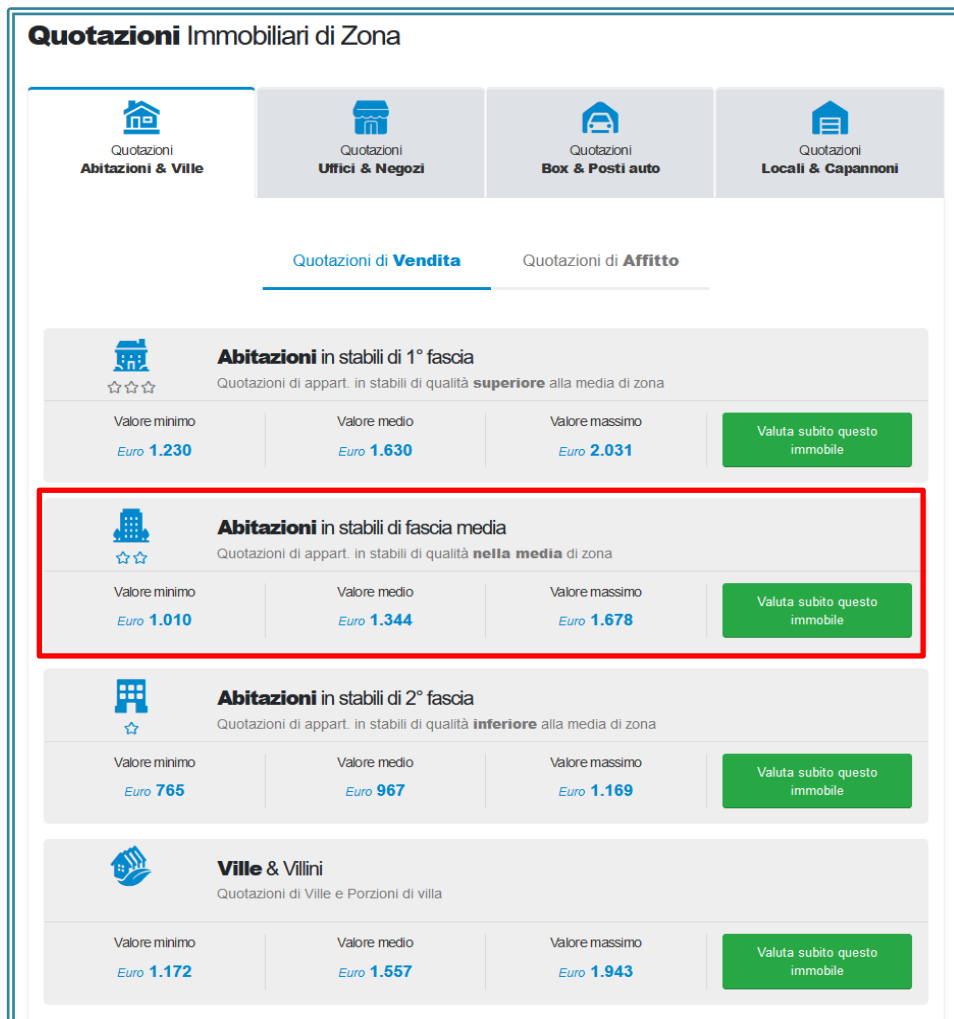 Quotazioni Immobiliari di Zona
Quotazioni
Abitazioni & Ville
Quotazioni
Uffici & Negozi
Quotazioni
Box & Posti auto
Quotazioni
Locali & Capannoni
Quotazioni di Vendita
Quotazioni di Affitto
Abitazioni in stabili di 1° fascia
Quotazioni di appart. in stabili di qualità superiore alla media di zona
Valore minimo
Euro 1.230
Valore medio
Euro 1.630
Valore massimo
Euro 2.031
Valuta subito questo
immobile
Abitazioni in stabili di fascia media
Quotazioni di appart. in stabili di qualità nella media di zona
Valore minimo
Euro 1.010
Valore medio
Euro 1.344
Valore massimo
Euro 1.678
Valuta subito questo
immobile
Abitazioni in stabili di 2° fascia
Quotazioni di appart. in stabili di qualità inferiore alla media di zona
Valore minimo
Euro 765
Valore medio
Euro 967
Valore massimo
Euro 1.169
Valuta subito questo
immobile
Ville & Villini
Quotazioni di Ville e Porzioni di villa
Valore minimo
Euro 1.172
Valore medio
Euro 1.557
Valore massimo
Euro 1.943
Valuta subito questo
immobile